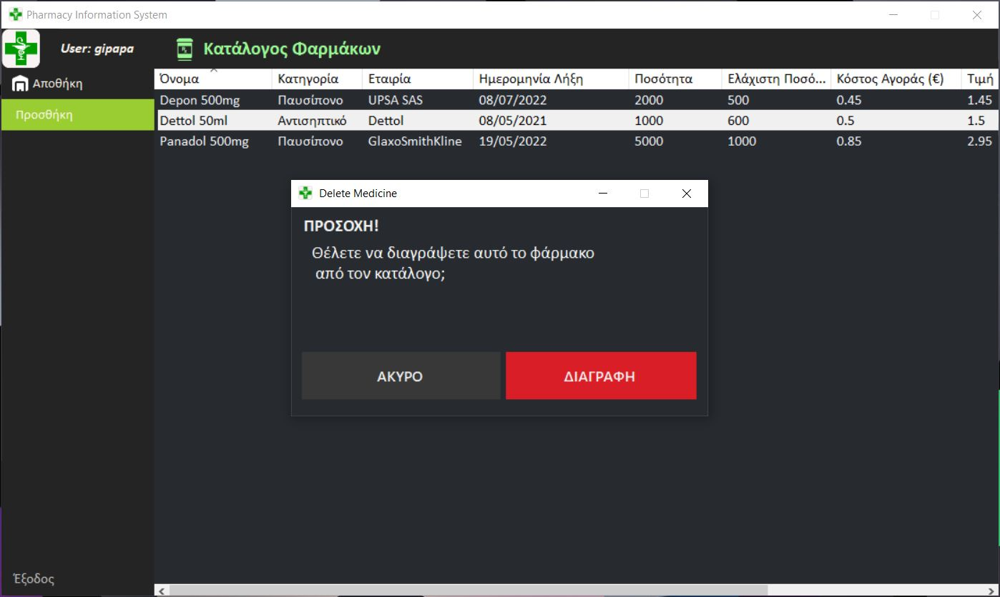 Pharmacy Information System
User: gipapa
Κατάλογος Φαρμάκων
Αποθήκη
Προσθήκη
Όνομα Κατηγορία Εταιρία Ημερομηνία Λήξη Ποσότητα Ελάχιστη Ποσό... Κόστος Αγοράς (€) Τιμή
Depon 500mg Παυσίπονο UPSA SAS 08/07/2022 2000 500 0.45 1.45
Dettol 50ml Αντισηπτικό Dettol 08/05/2021 1000 600 0.5 1.5
Panadol 500mg Παυσίπονο GlaxoSmithKline 19/05/2022 5000 1000 0.85 2.95
Delete Medicine
ΠΡΟΣΟΧΗ!
Θέλετε να διαγράψετε αυτό το φάρμακο
από τον κατάλογο;
ΑΚΥΡΟ ΔΙΑΓΡΑΦΗ
Έξοδος